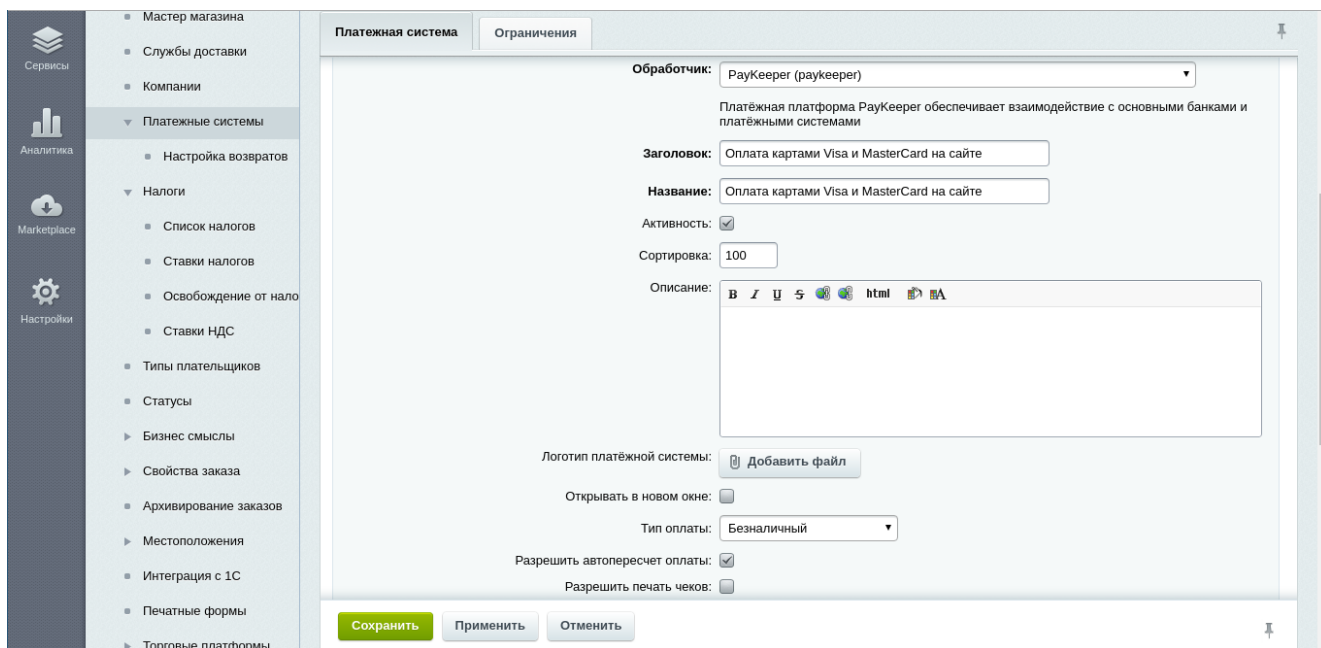 Сервисы
Аналитика
Marketplace
Настройки
Мастер магазина
Службы доставки
Компании
Платежные системы
Настройка возвратов
Налоги
Список налогов
Ставки налогов
Освобождение от нало
Ставки НДС
Типы плательщиков
Статусы
Бизнес смыслы
Свойства заказа
Архивирование заказов
Местоположения
Интеграция с 1С
Печатные формы
Торговые платформы
Платежная система
Ограничения
Обработчик: PayKeeper (paykeeper)
Платёжная платформа PayKeeper обеспечивает взаимодействие с основными банками и
платёжными системами
Заголовок: Оплата картами Visa и MasterCard на сайте
Название: Оплата картами Visa и MasterCard на сайте
Активность:
Сортировка: 100
Описание:
B I U S html A
Логотип платёжной системы: Добавить файл
Открывать в новом окне:
Тип оплаты: Безналичный
Разрешить автопересчет оплаты:
Разрешить печать чеков:
Сохранить Применить Отменить